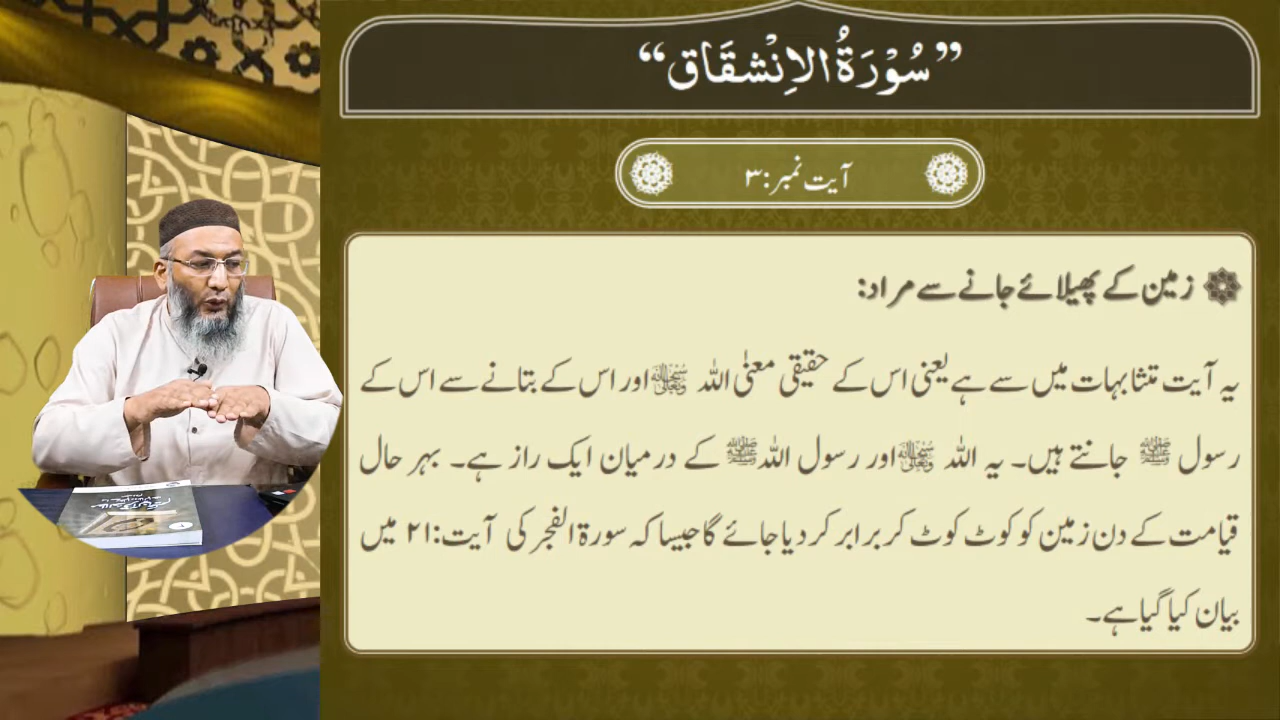 ”سُوْرَۃُ الاِنْشقَاق“
آیت نمبر: ۳
زمین کے پھیلائے جانے سے مراد:
یہ آیت متشابہات میں سے ہے یعنی اس کے حقیقی معنیٰ اللہ اور اس کے بتانے سے اس کے
رسول ﷺ جانتے ہیں۔ یہ اللہ اور رسول اللہ ﷺ کے درمیان ایک راز ہے۔ بہر حال
قیامت کے دن زمین کو کوٹ کوٹ کر برابر کر دیا جائے گا جیسا کہ سورۃ الفجر کی آیت: ۲۱ میں
بیان کیا گیا ہے۔